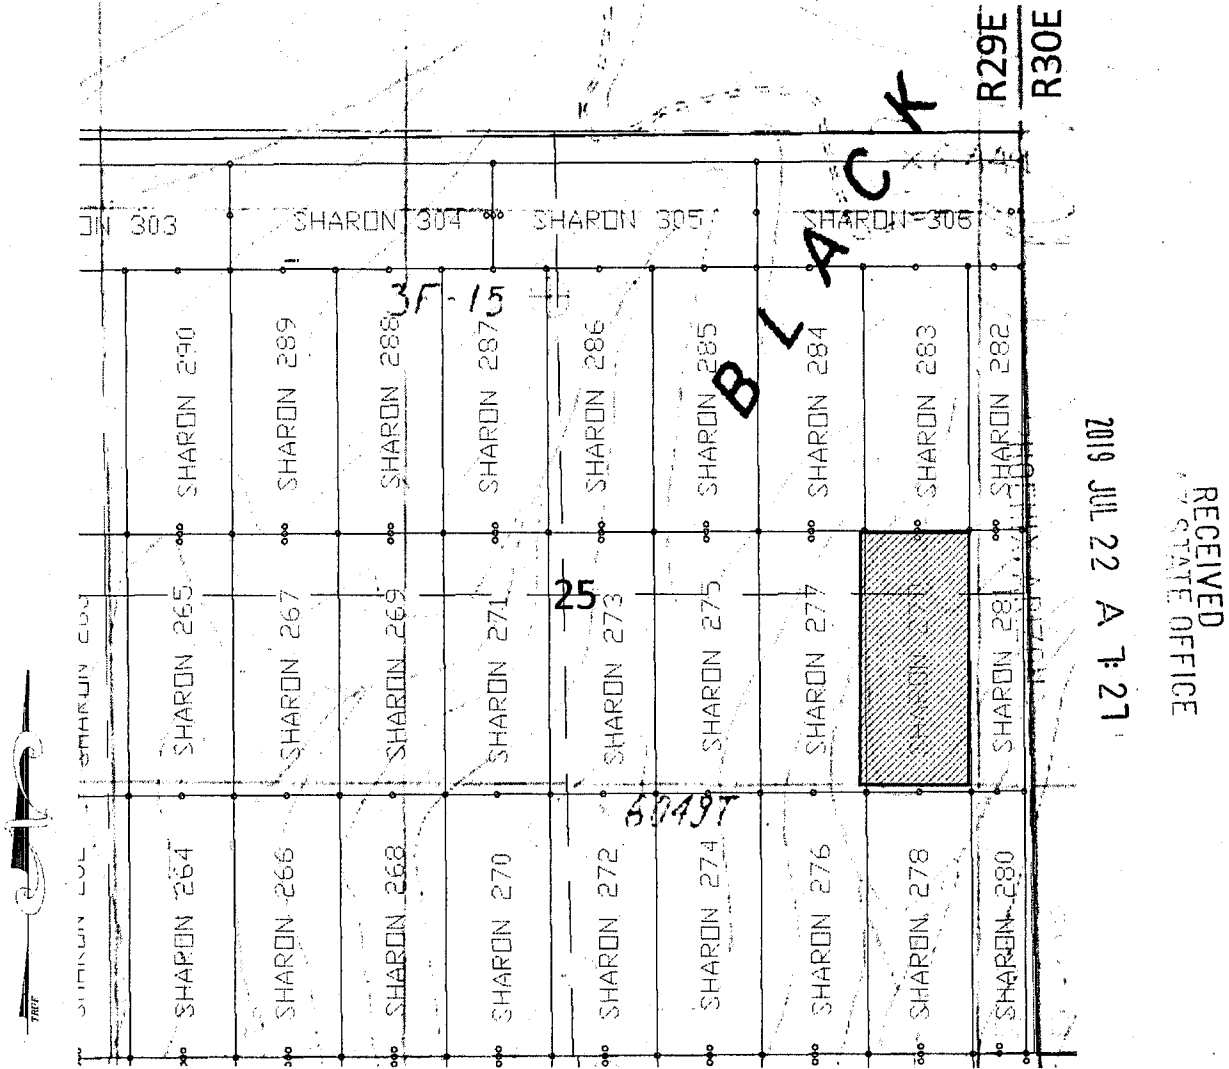 R29E
R30E
BLACK
ON 303
SHARON 304
SHARON 305
SHARON 306
3F-15
SHARON 290
SHARON 289
SHARON 288
SHARON 287
SHARON 286
SHARON 285
SHARON 284
SHARON 283
SHARON 282
RECEIVED
STATE OFFICE
2019 JUL 22 A 7:27
SHARON 265
SHARON 267
SHARON 269
SHARON 271
25
SHARON 273
SHARON 275
SHARON 277
SHARON 281
SHARON 264
SHARON 266
SHARON 268
SHARON 270
SHARON 272
SHARON 274
SHARON 276
SHARON 278
SHARON 280
TRUE